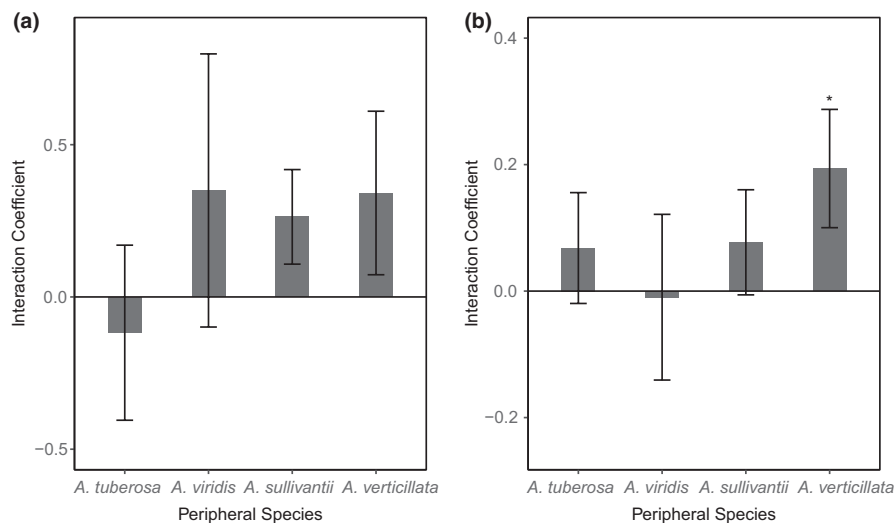 (a)
Interaction Coefficient
0.5
0.0
−0.5
A. tuberosa A. viridis A. sullivantii A. verticillata
Peripheral Species
(b)
Interaction Coefficient
0.4
0.2
0.0
−0.2
*
A. tuberosa A. viridis A. sullivantii A. verticillata
Peripheral Species